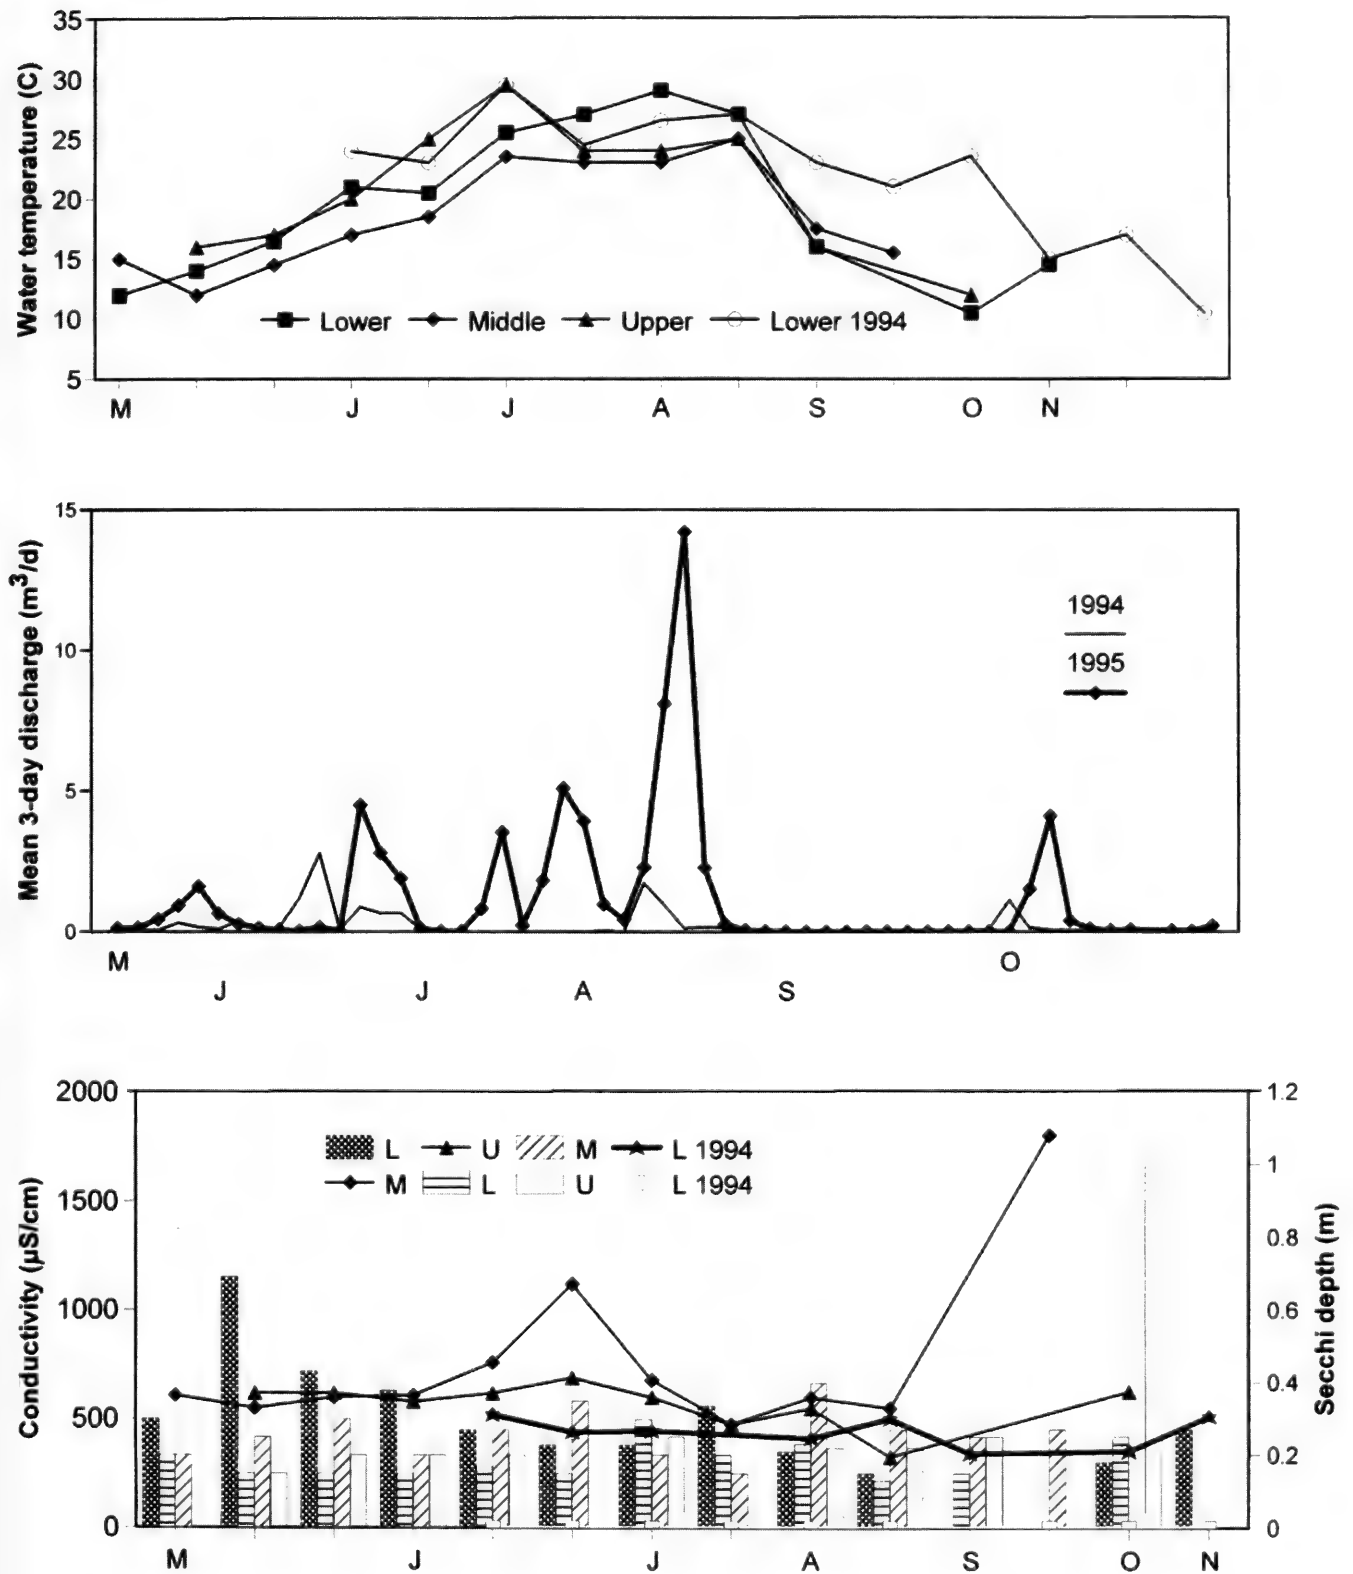 35
30
25
20
15
10
5
Water temperature (C)
Lower Middle Upper Lower 1994
M J J A S O N
15
10
5
0
Mean 3-day discharge (m³/d)
1994
1995
M O
J J A S
2000
1500
1000
500
0
Conductivity (µS/cm)
L U M L 1994
M L U L 1994
1.2
1
0.8
0.6
0.4
0.2
0
Secchi depth (m)
M J J A S O N